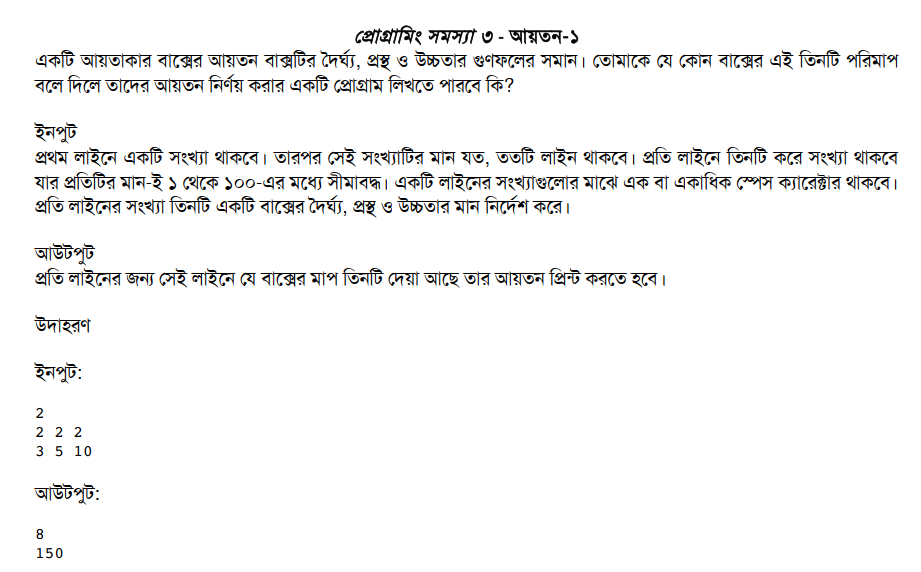 প্রোগ্রামিং সমস্যা ৩ - আয়তন-১
একটি আয়তাকার বাক্সের আয়তন বাক্সটির দৈর্ঘ্য, প্রস্থ ও উচ্চতার গুণফলের সমান। তোমাকে যে কোন বাক্সের এই তিনটি পরিমাপ
বলে দিলে তাদের আয়তন নির্ণয় করার একটি প্রোগ্রাম লিখতে পারবে কি?
ইনপুট
প্রথম লাইনে একটি সংখ্যা থাকবে। তারপর সেই সংখ্যাটির মান যত, ততটি লাইন থাকবে। প্রতি লাইনে তিনটি করে সংখ্যা থাকবে
যার প্রতিটির মান-ই ১ থেকে ১০০-এর মধ্যে সীমাবদ্ধ। একটি লাইনের সংখ্যাগুলোর মাঝে এক বা একাধিক স্পেস ক্যারেক্টার থাকবে।
প্রতি লাইনের সংখ্যা তিনটি একটি বাক্সের দৈর্ঘ্য, প্রস্থ ও উচ্চতার মান নির্দেশ করে।
আউটপুট
প্রতি লাইনের জন্য সেই লাইনে যে বাক্সের মাপ তিনটি দেয়া আছে তার আয়তন প্রিন্ট করতে হবে।
উদাহরণ
ইনপুট:
2
2 2 2
3 5 10
আউটপুট:
8
150